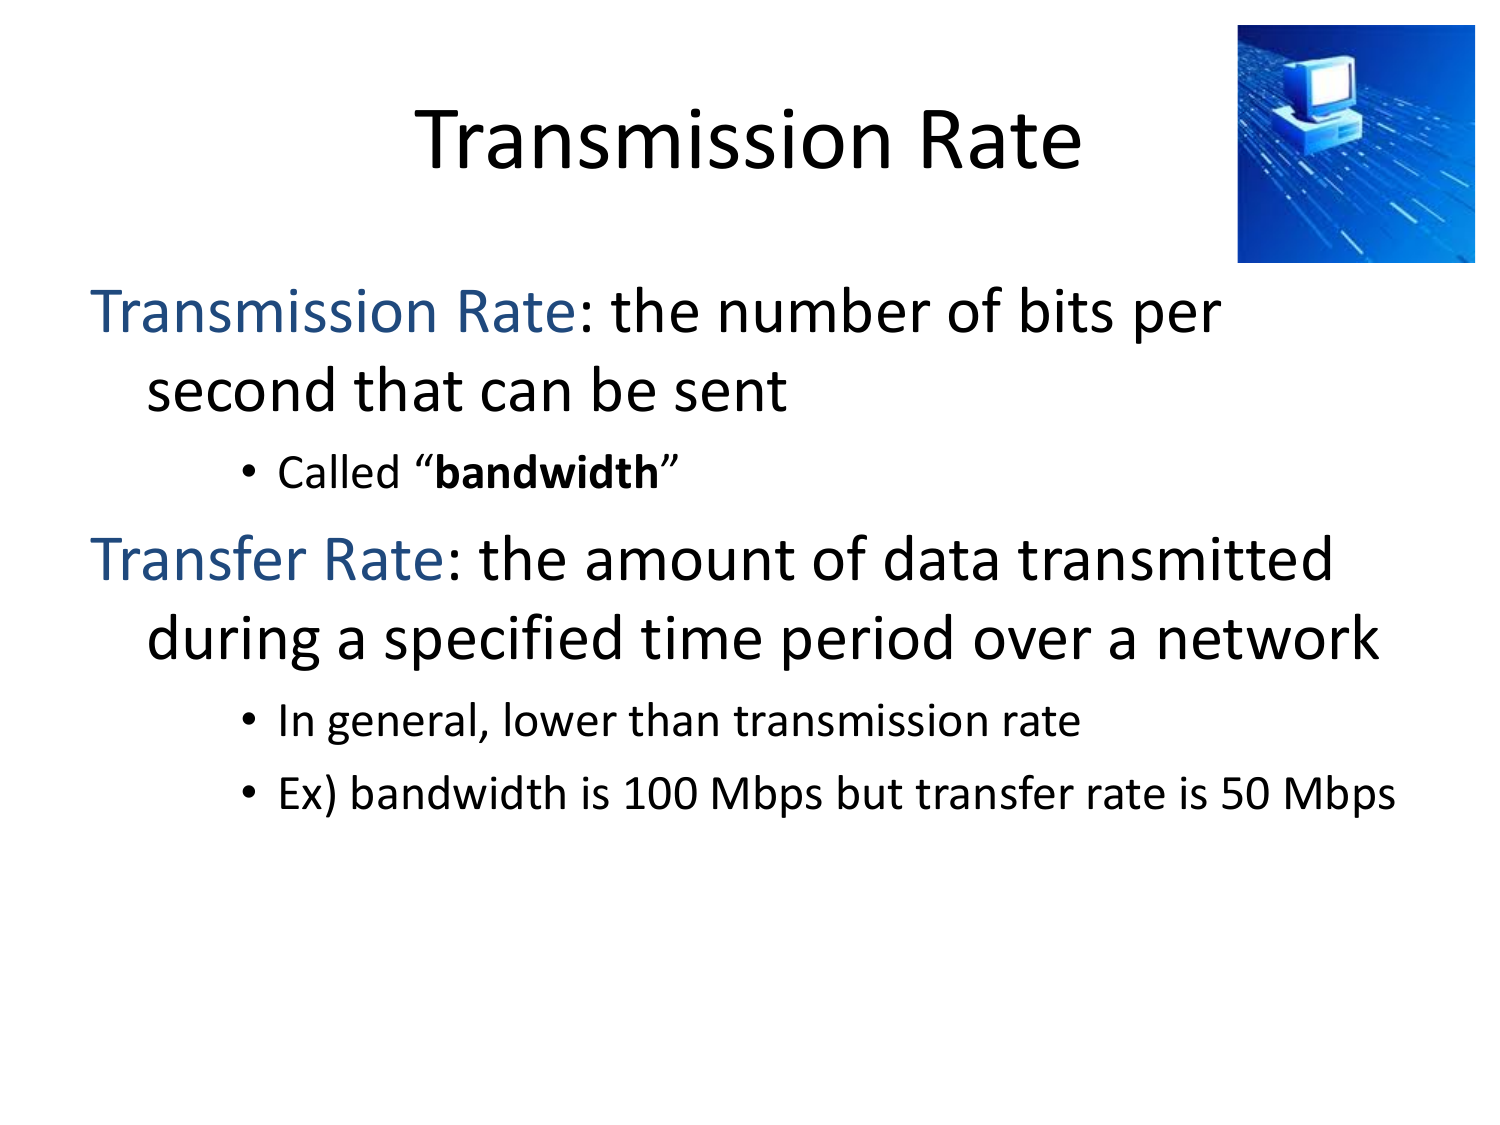 Transmission Rate
Transmission Rate: the number of bits per
second that can be sent
• Called “bandwidth”
Transfer Rate: the amount of data transmitted
during a specified time period over a network
• In general, lower than transmission rate
• Ex) bandwidth is 100 Mbps but transfer rate is 50 Mbps